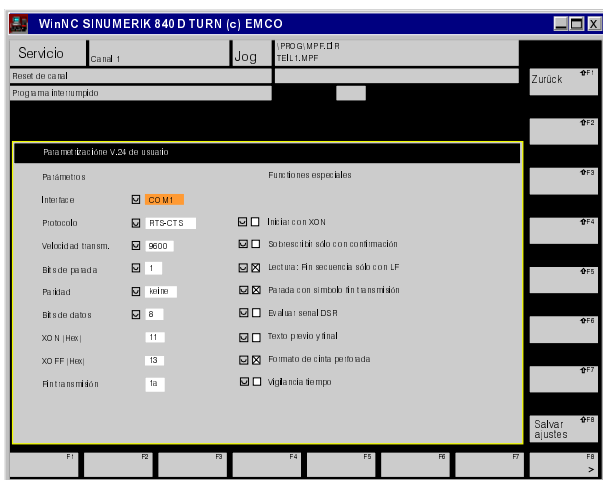 WinNC SINUMERIK 840 D TURN (c) EMCO
Servicio
Canal 1
Jog
\PROG\MPF.DIR
TEIL1.MPF
Reset de canal
Programa interrumpido
Zurück
F1
F2
F3
F4
F5
F6
F7
Salvar
ajustes
F8
Parametrizacióne V.24 de usuario
Parámetros
Functiones especiales
Interface COM1
Protocolo RTS-CTS Iniciar con XON
Velocidad transm. 9600 Sobrescribir sólo con confirmación
Bits de parada 1 Lectura: Fin secuencia sólo con LF
Paridad keine Parada con símbolo fin transmisión
Bits de datos 8 Evaluar senal DSR
XON (Hex) 11 Texto previo y final
XOFF (Hex) 13 Formato de cinta perforada
Fin transmisión 1a Vigilancia tiempo
F1 F2 F3 F4 F5 F6 F7 F8
>